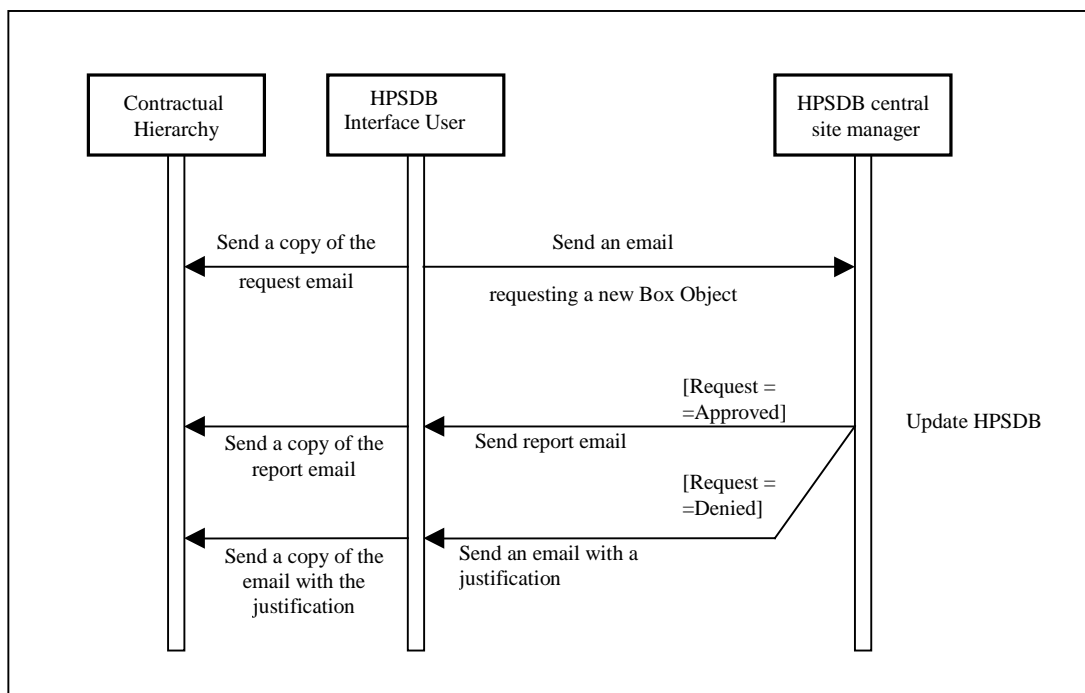 Contractual
Hierarchy
HPSDB
Interface User
HPSDB central
site manager
Send a copy of the
request email
Send an email
requesting a new Box Object
[Request =
=Approved]
Update HPSDB
Send a copy of the
report email
Send report email
[Request =
=Denied]
Send a copy of the
email with the
justification
Send an email with a
justification